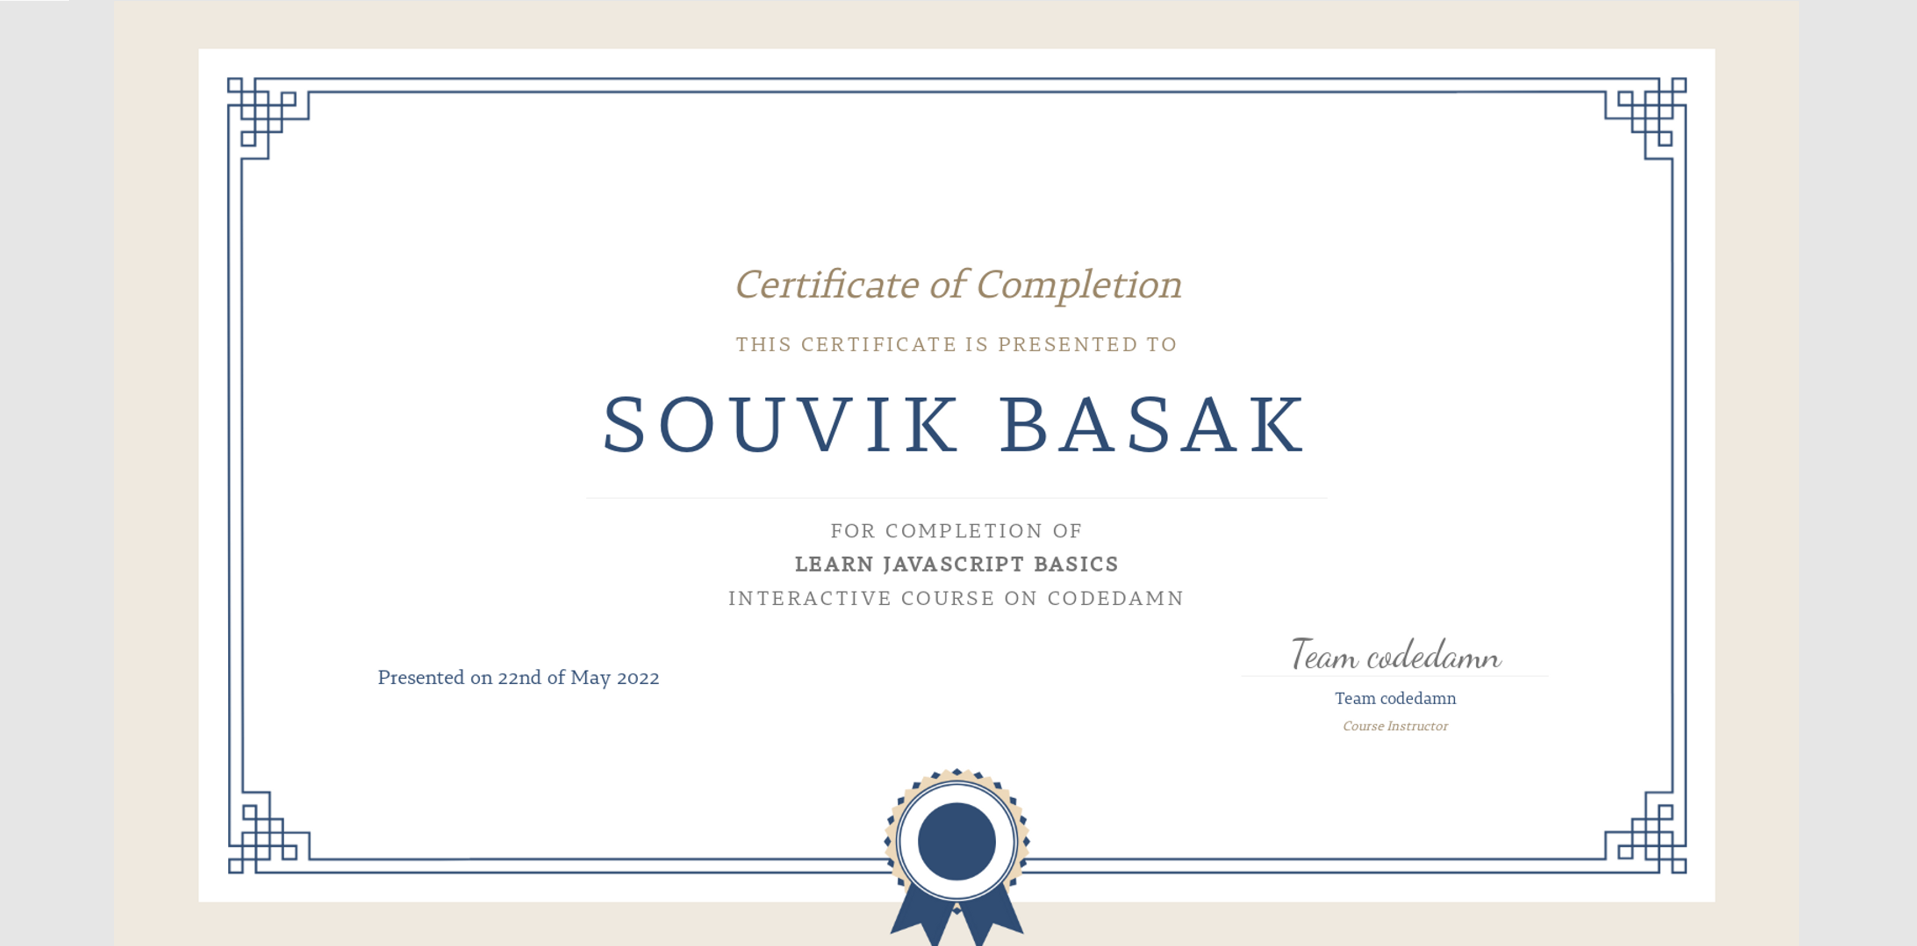 Certificate of Completion
THIS CERTIFICATE IS PRESENTED TO
SOUVIK BASAK
FOR COMPLETION OF
LEARN JAVASCRIPT BASICS
INTERACTIVE COURSE ON CODEDAMN
Presented on 22nd of May 2022
Team codedamn
Team codedamn
Course Instructor